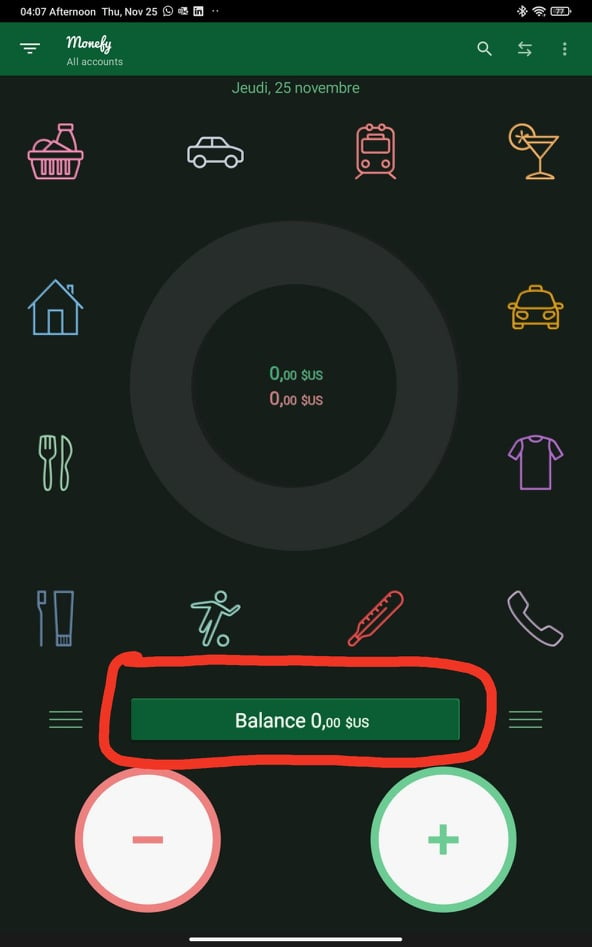 04:07 Afternoon Thu, Nov 25 77
Monefy
All accounts
Jeudi, 25 novembre
0,00 $US
0,00 $US
Balance 0,00 $US